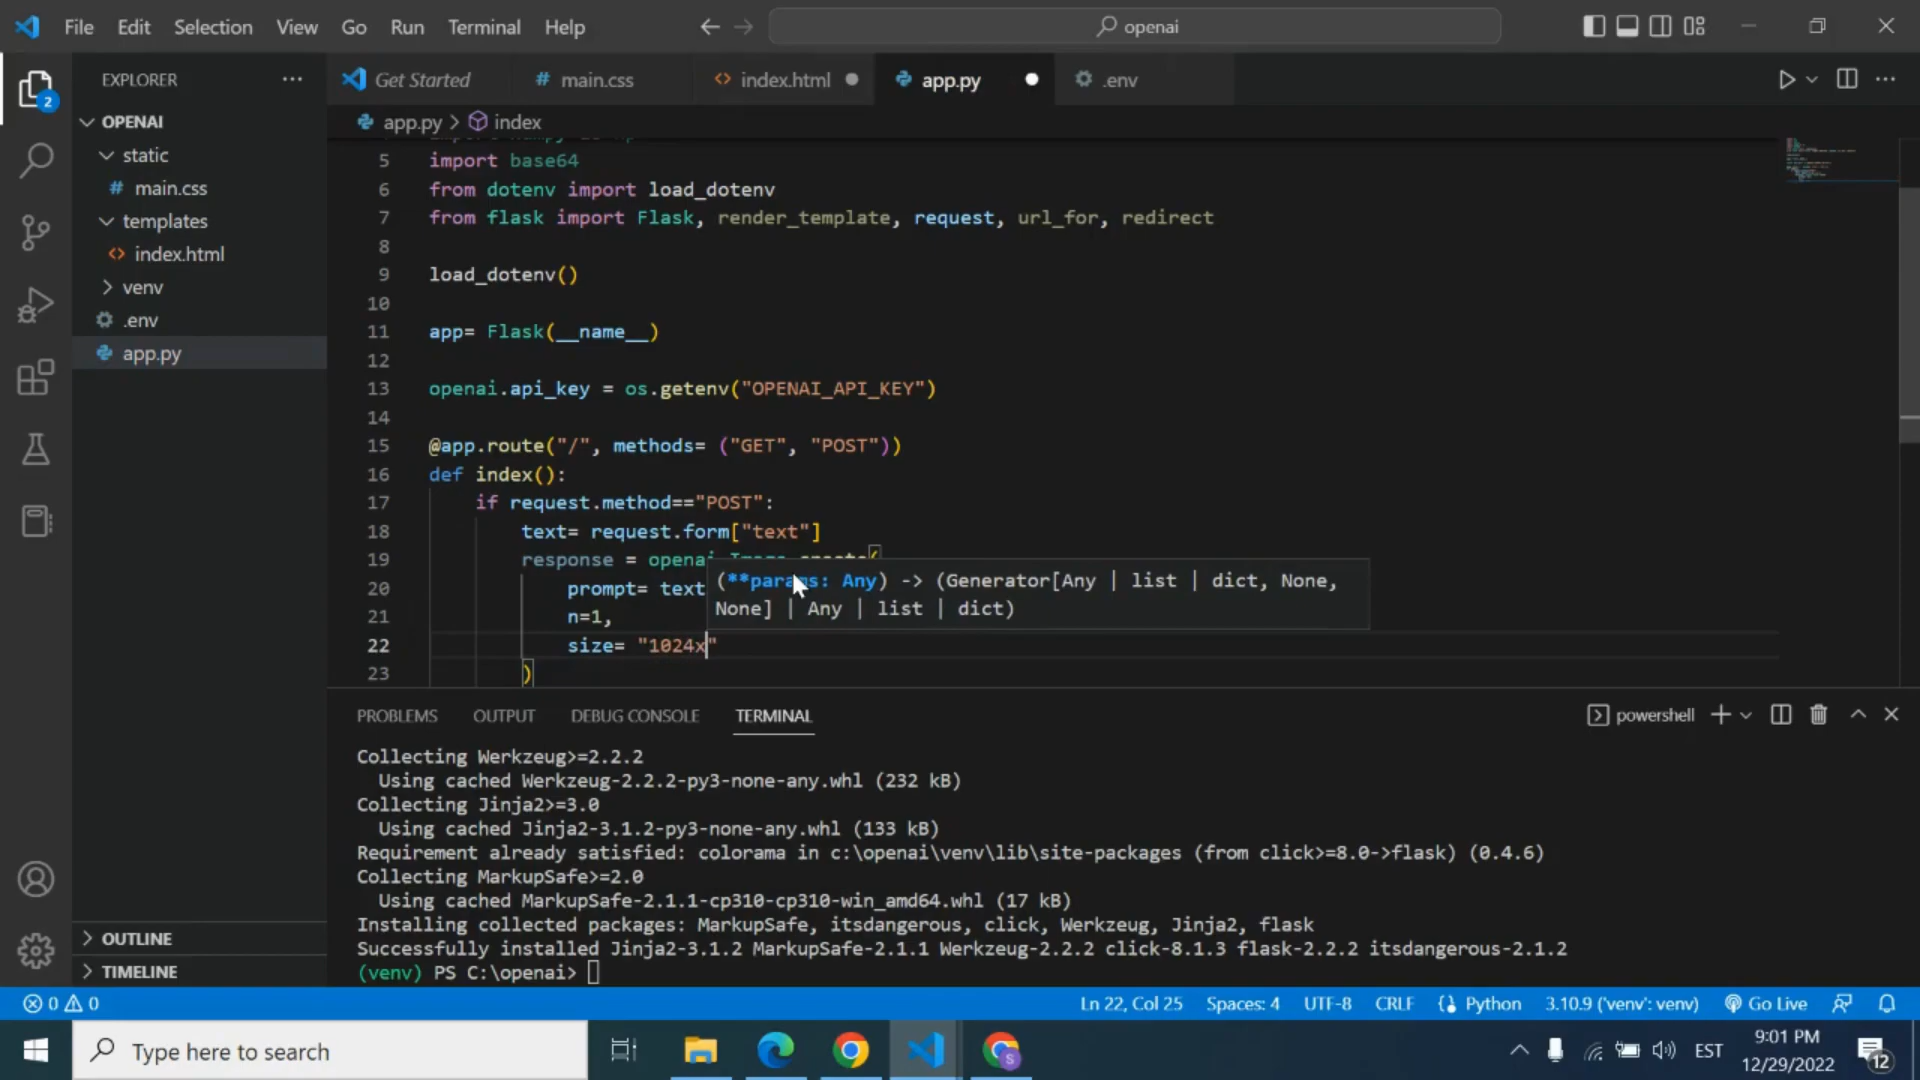 File Edit Selection View Go Run Terminal Help
openai
EXPLORER
Get Started
# main.css
<> index.html
app.py
.env
2
OPENAI
app.py > index
static
# main.css
templates
<> index.html
venv
.env
app.py
5 import base64
6 from dotenv import load_dotenv
7 from flask import Flask, render_template, request, url_for, redirect
8
9 load_dotenv()
10
11 app= Flask(__name__)
12
13 openai.api_key = os.getenv("OPENAI_API_KEY")
14
15 @app.route("/", methods= ("GET", "POST"))
16 def index():
17 if request.method=="POST":
18 text= request.form["text"]
19 response = openai
(**params: Any) -> (Generator[Any | list | dict, None,
20 prompt= text
None] | Any | list | dict)
21 n=1,
22 size= "1024x"
23 )
PROBLEMS OUTPUT DEBUG CONSOLE TERMINAL
powershell
Collecting Werkzeug>=2.2.2
Using cached Werkzeug-2.2.2-py3-none-any.whl (232 kB)
Collecting Jinja2>=3.0
Using cached Jinja2-3.1.2-py3-none-any.whl (133 kB)
Requirement already satisfied: colorama in c:\openai\venv\lib\site-packages (from click>=8.0->flask) (0.4.6)
Collecting MarkupSafe>=2.0
Using cached MarkupSafe-2.1.1-cp310-cp310-win_amd64.whl (17 kB)
Installing collected packages: MarkupSafe, itsdangerous, click, Werkzeug, Jinja2, flask
Successfully installed Jinja2-3.1.2 MarkupSafe-2.1.1 Werkzeug-2.2.2 click-8.1.3 flask-2.2.2 itsdangerous-2.1.2
(venv) PS C:\openai>
OUTLINE
TIMELINE
0 0
Ln 22, Col 25 Spaces: 4 UTF-8 CRLF Python 3.10.9 ('venv': venv) Go Live
Type here to search
S
EST
9:01 PM
12/29/2022
12